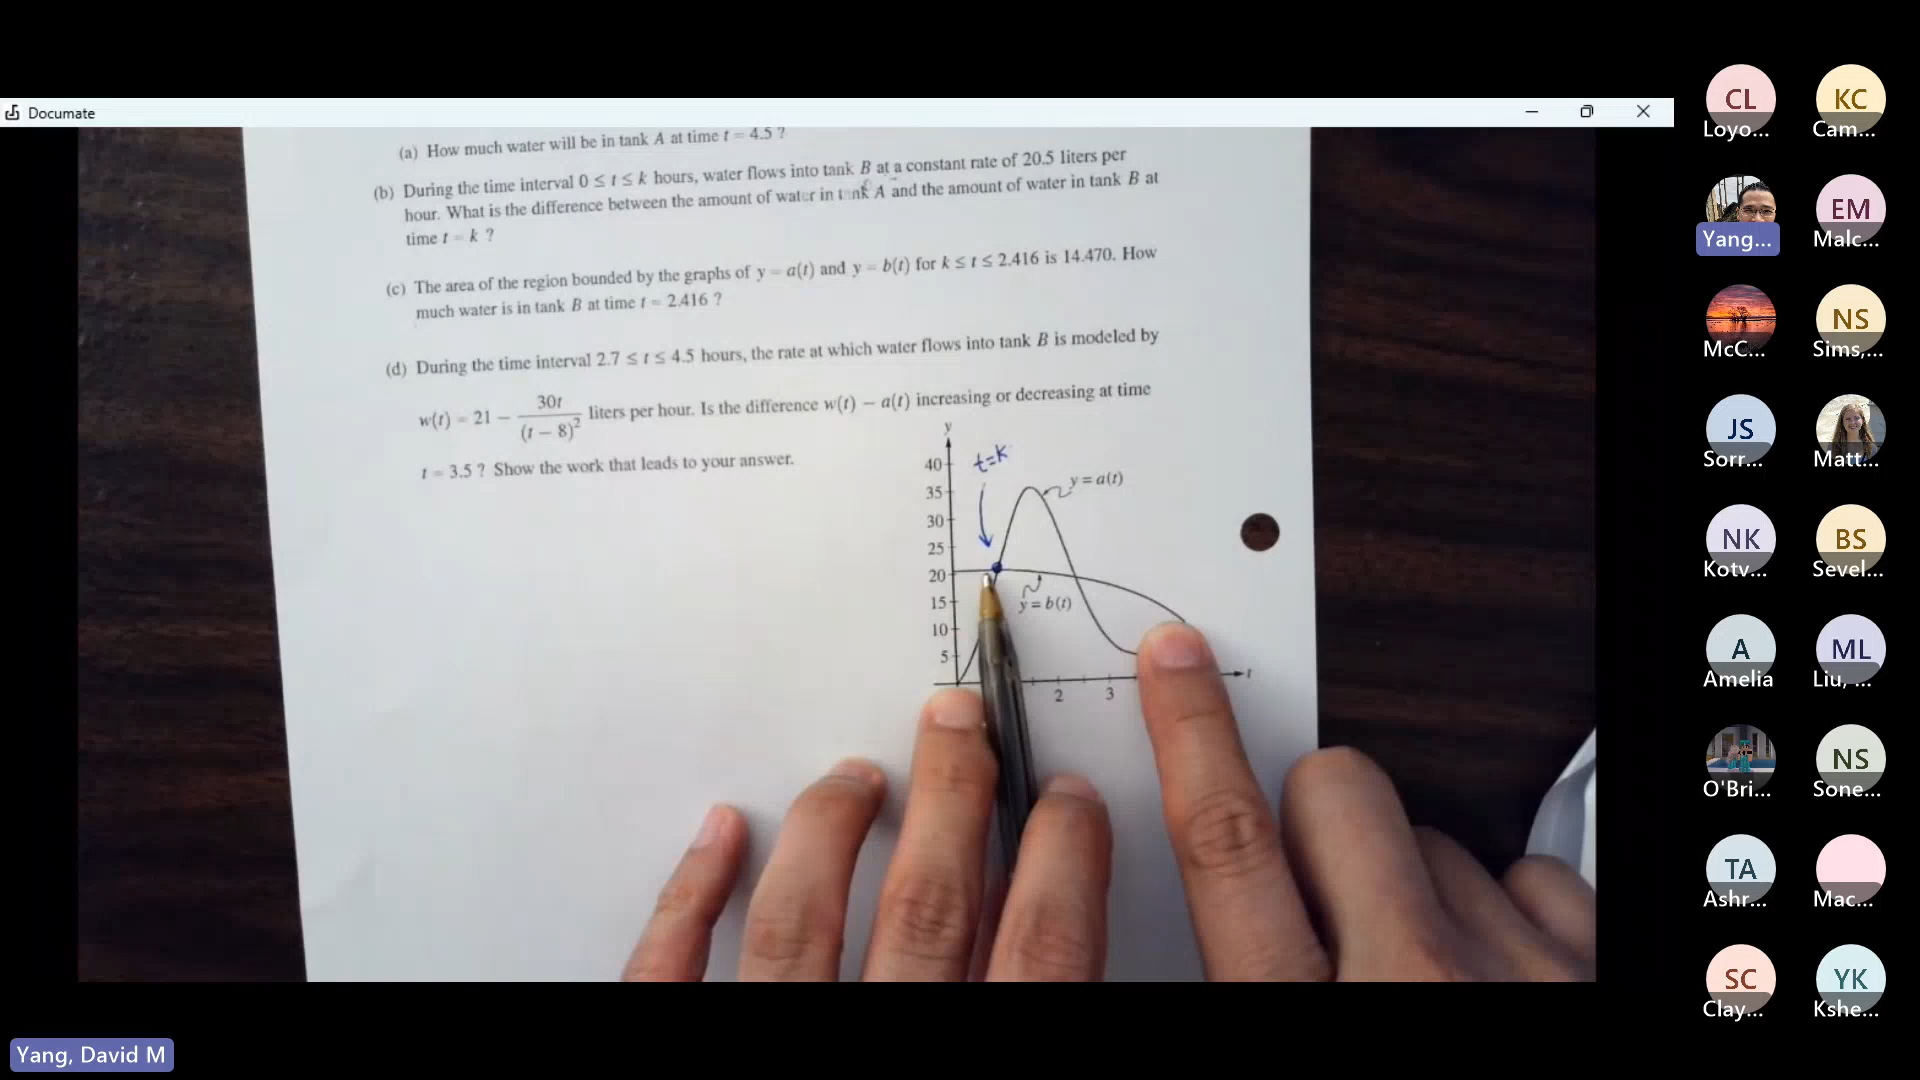 Documate
(a) How much water will be in tank A at time t = 4.5 ?
(b) During the time interval 0 ≤ t ≤ k hours, water flows into tank B at a constant rate of 20.5 liters per
hour. What is the difference between the amount of water in tank A and the amount of water in tank B at
time t = k ?
(c) The area of the region bounded by the graphs of y = a(t) and y = b(t) for k ≤ t ≤ 2.416 is 14.470. How
much water is in tank B at time t = 2.416 ?
(d) During the time interval 2.7 ≤ t ≤ 4.5 hours, the rate at which water flows into tank B is modeled by
w(t) = 21 − 30t/(t − 8)² liters per hour. Is the difference w(t) − a(t) increasing or decreasing at time
t = 3.5 ? Show the work that leads to your answer.
y
t=k
40
35
30
25
20
15
10
5
y = a(t)
y = b(t)
2
3
t
CL
Loyo...
KC
Cam...
Yang...
EM
Malc...
McC...
NS
Sims,...
JS
Sorr...
Matt...
NK
Kotv...
BS
Sevel...
A
Amelia
ML
Liu, ...
O'Bri...
NS
Sone...
TA
Ashr...
Mac...
SC
Clay...
YK
Kshe...
Yang, David M